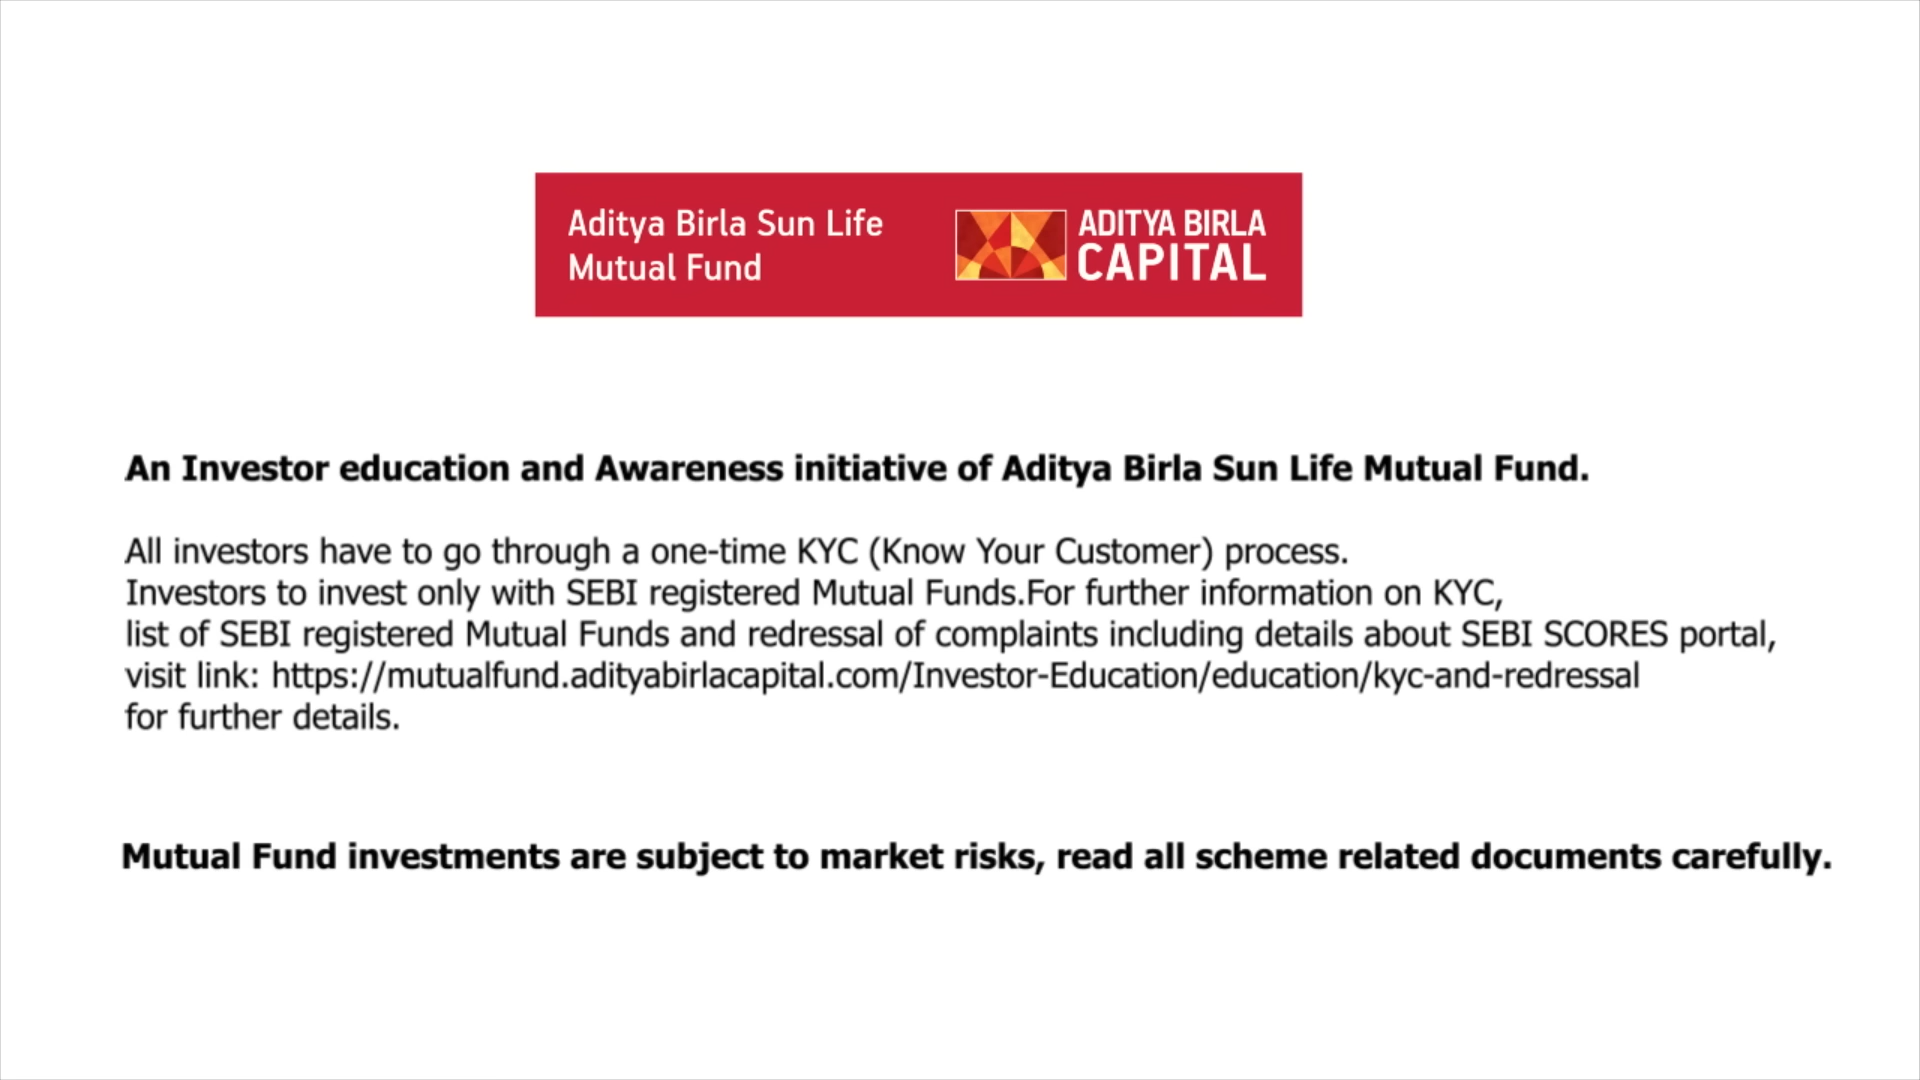 Aditya Birla Sun Life
Mutual Fund
ADITYA BIRLA
CAPITAL
An Investor education and Awareness initiative of Aditya Birla Sun Life Mutual Fund.
All investors have to go through a one-time KYC (Know Your Customer) process.
Investors to invest only with SEBI registered Mutual Funds.For further information on KYC,
list of SEBI registered Mutual Funds and redressal of complaints including details about SEBI SCORES portal,
visit link: https://mutualfund.adityabirlacapital.com/Investor-Education/education/kyc-and-redressal
for further details.
Mutual Fund investments are subject to market risks, read all scheme related documents carefully.